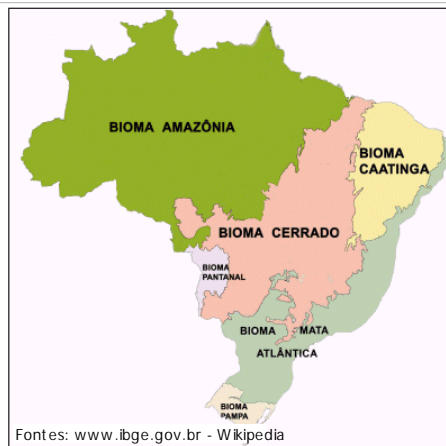 BIOMA AMAZÔNIA
BIOMA
CAATINGA
BIOMA CERRADO
BIOMA
PANTANAL
BIOMA MATA
ATLÂNTICA
BIOMA
PAMPA
Fontes: www.ibge.gov.br - Wikipedia